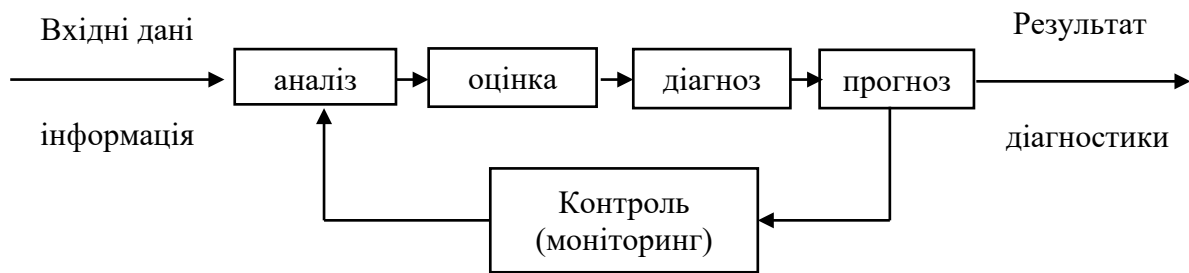 Вхідні дані
Результат
аналіз
оцінка
діагноз
прогноз
інформація
діагностики
Контроль
(моніторинг)